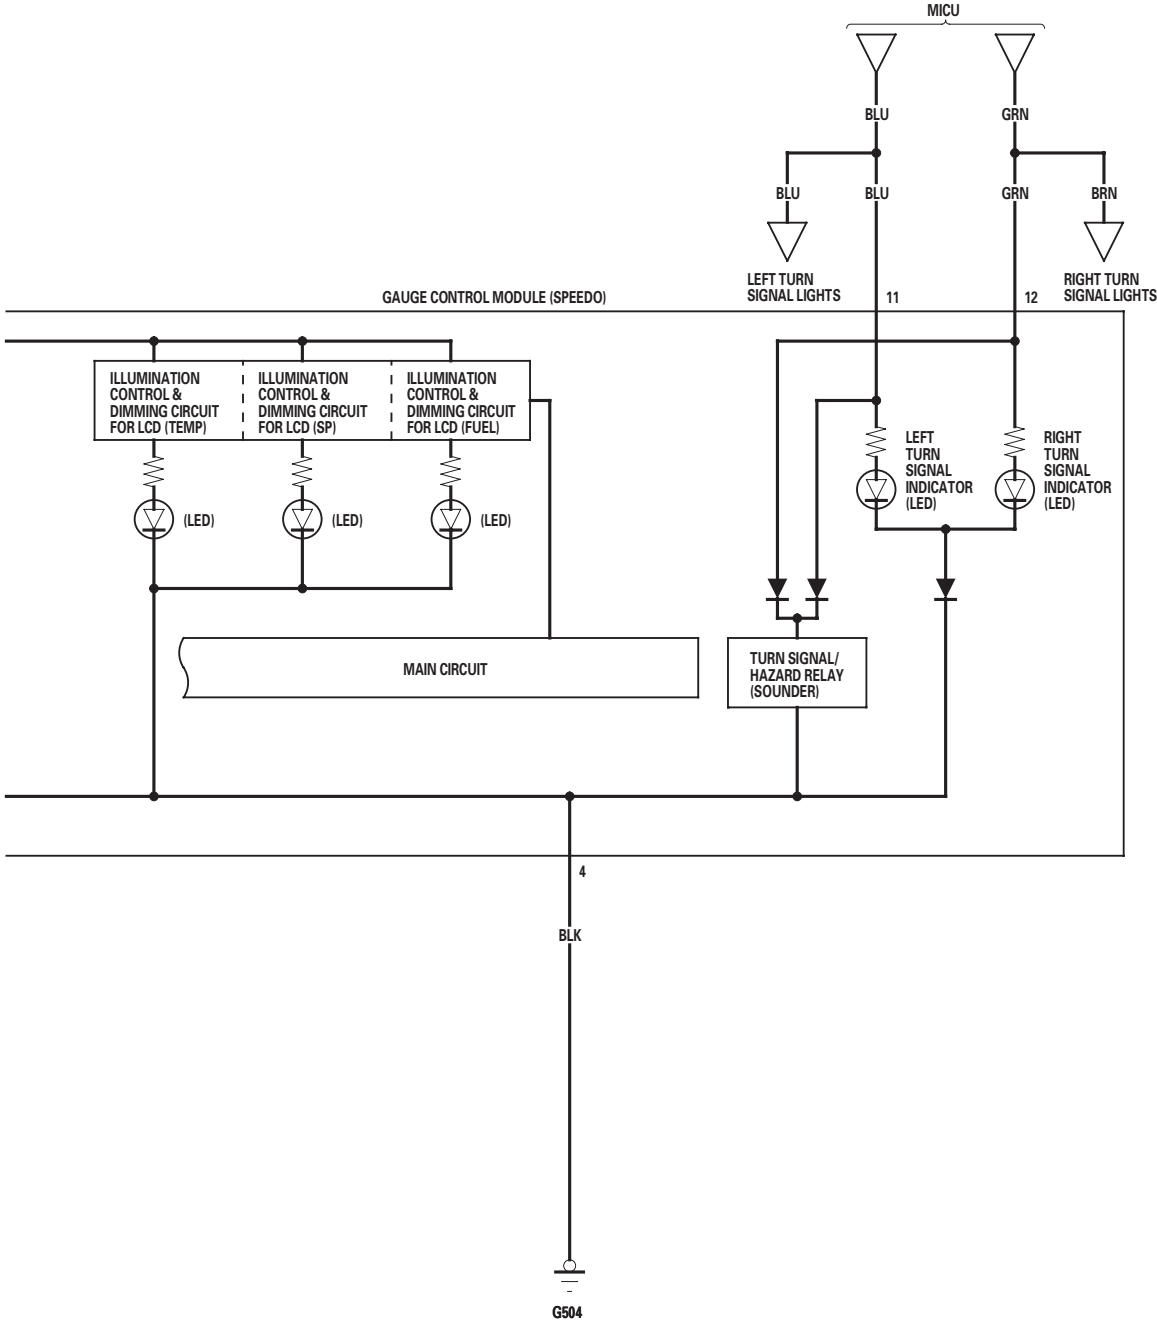 MICU
BLU
GRN
BLU
BLU
GRN
BRN
LEFT TURN
SIGNAL LIGHTS
RIGHT TURN
SIGNAL LIGHTS
GAUGE CONTROL MODULE (SPEEDO)
11
12
ILLUMINATION
CONTROL &
DIMMING CIRCUIT
FOR LCD (TEMP)
ILLUMINATION
CONTROL &
DIMMING CIRCUIT
FOR LCD (SP)
ILLUMINATION
CONTROL &
DIMMING CIRCUIT
FOR LCD (FUEL)
LEFT
TURN
SIGNAL
INDICATOR
(LED)
RIGHT
TURN
SIGNAL
INDICATOR
(LED)
(LED)
(LED)
(LED)
MAIN CIRCUIT
TURN SIGNAL/
HAZARD RELAY
(SOUNDER)
4
BLK
G504